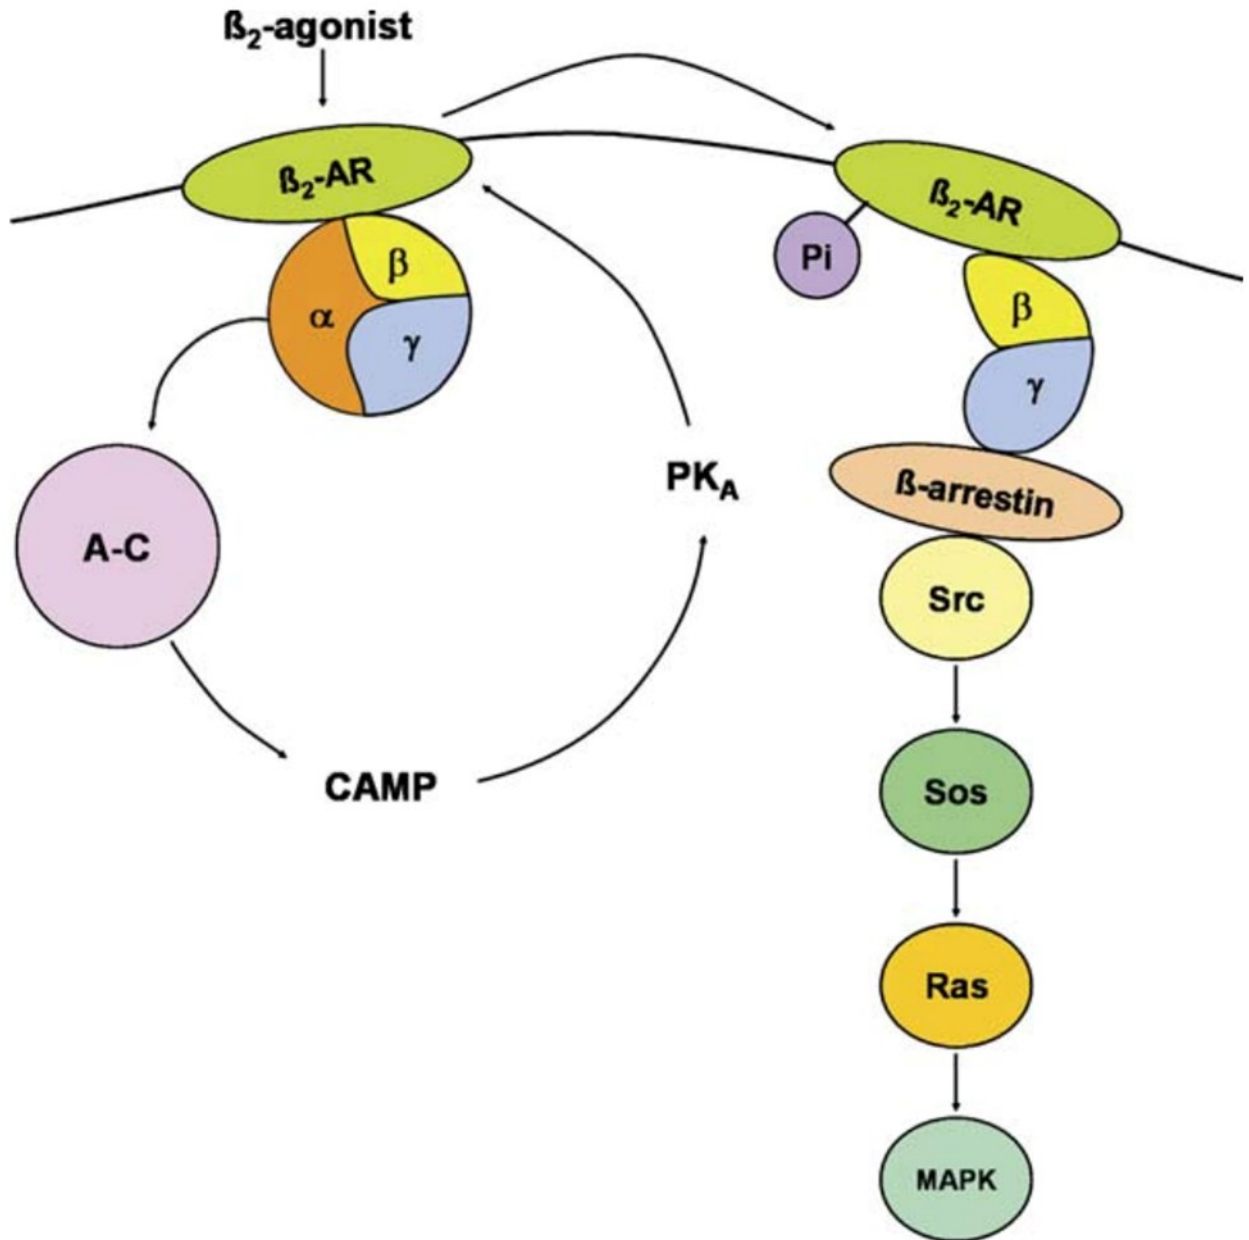 ß₂-agonist
ß₂-AR
β
α
γ
A-C
CAMP
PKA
ß₂-AR
Pi
β
γ
ß-arrestin
Src
Sos
Ras
MAPK